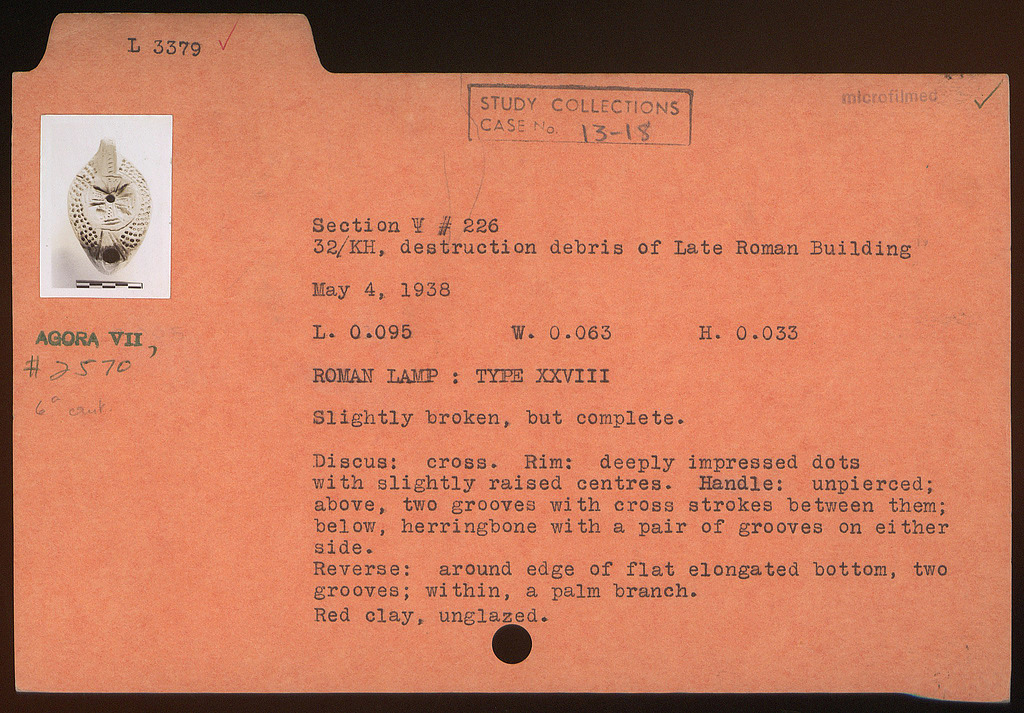 L 3379
microfilmed
STUDY COLLECTIONS
CASE No. 13-18
Section Ψ # 226
32/KH, destruction debris of Late Roman Building
May 4, 1938
L. 0.095 W. 0.063 H. 0.033
AGORA VII,
# 2570
6ᵃ cent.
ROMAN LAMP : TYPE XXVIII
Slightly broken, but complete.
Discus: cross. Rim: deeply impressed dots
with slightly raised centres. Handle: unpierced;
above, two grooves with cross strokes between them;
below, herringbone with a pair of grooves on either
side.
Reverse: around edge of flat elongated bottom, two
grooves; within, a palm branch.
Red clay, unglazed.